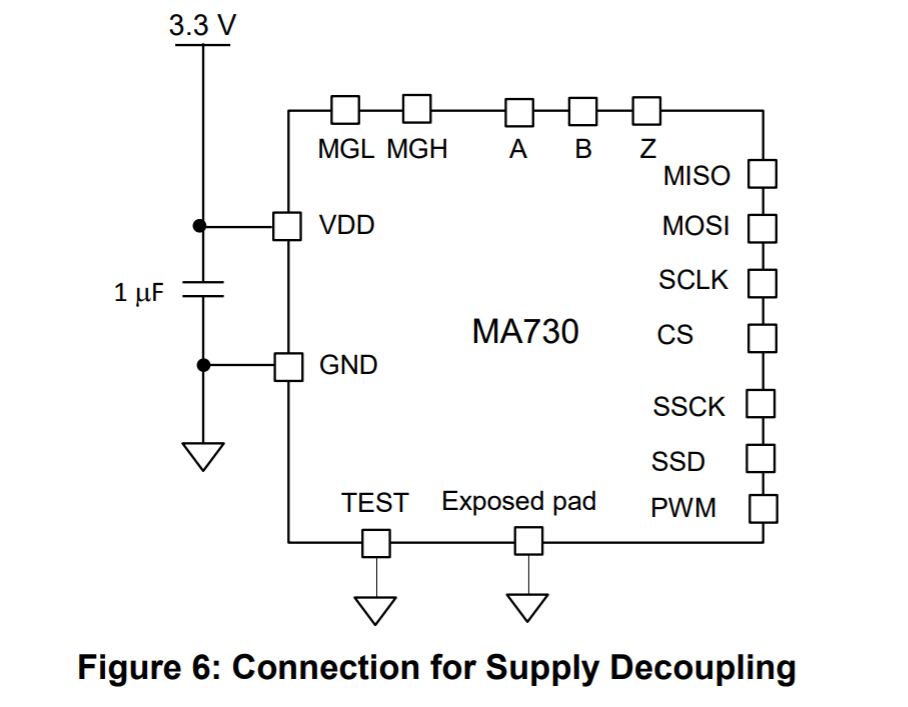 3.3 V
MGL MGH A B Z
MISO
VDD
MOSI
SCLK
1 μF
MA730
CS
GND
SSCK
SSD
TEST
Exposed pad
PWM
Figure 6: Connection for Supply Decoupling